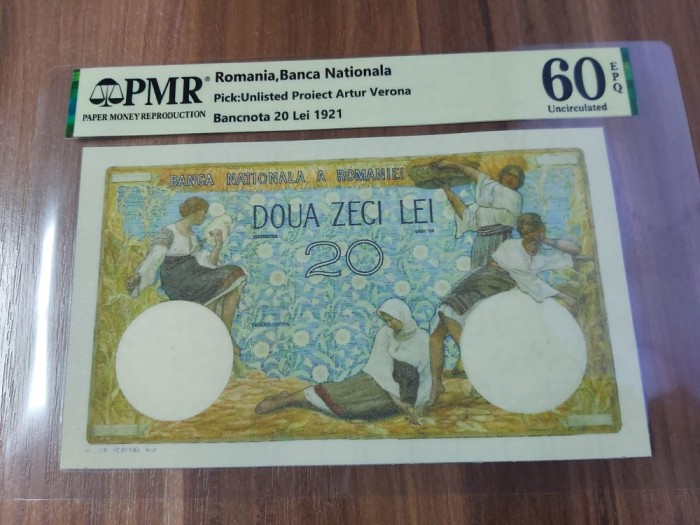 PMR®
PAPER MONEY REPRODUCTION
Romania,Banca Nationala
Pick:Unlisted Proiect Artur Verona
Bancnota 20 Lei 1921
60 EPQ
Uncirculated
BANCA NATIONALA A ROMANIEI
DOUA ZECI LEI
20